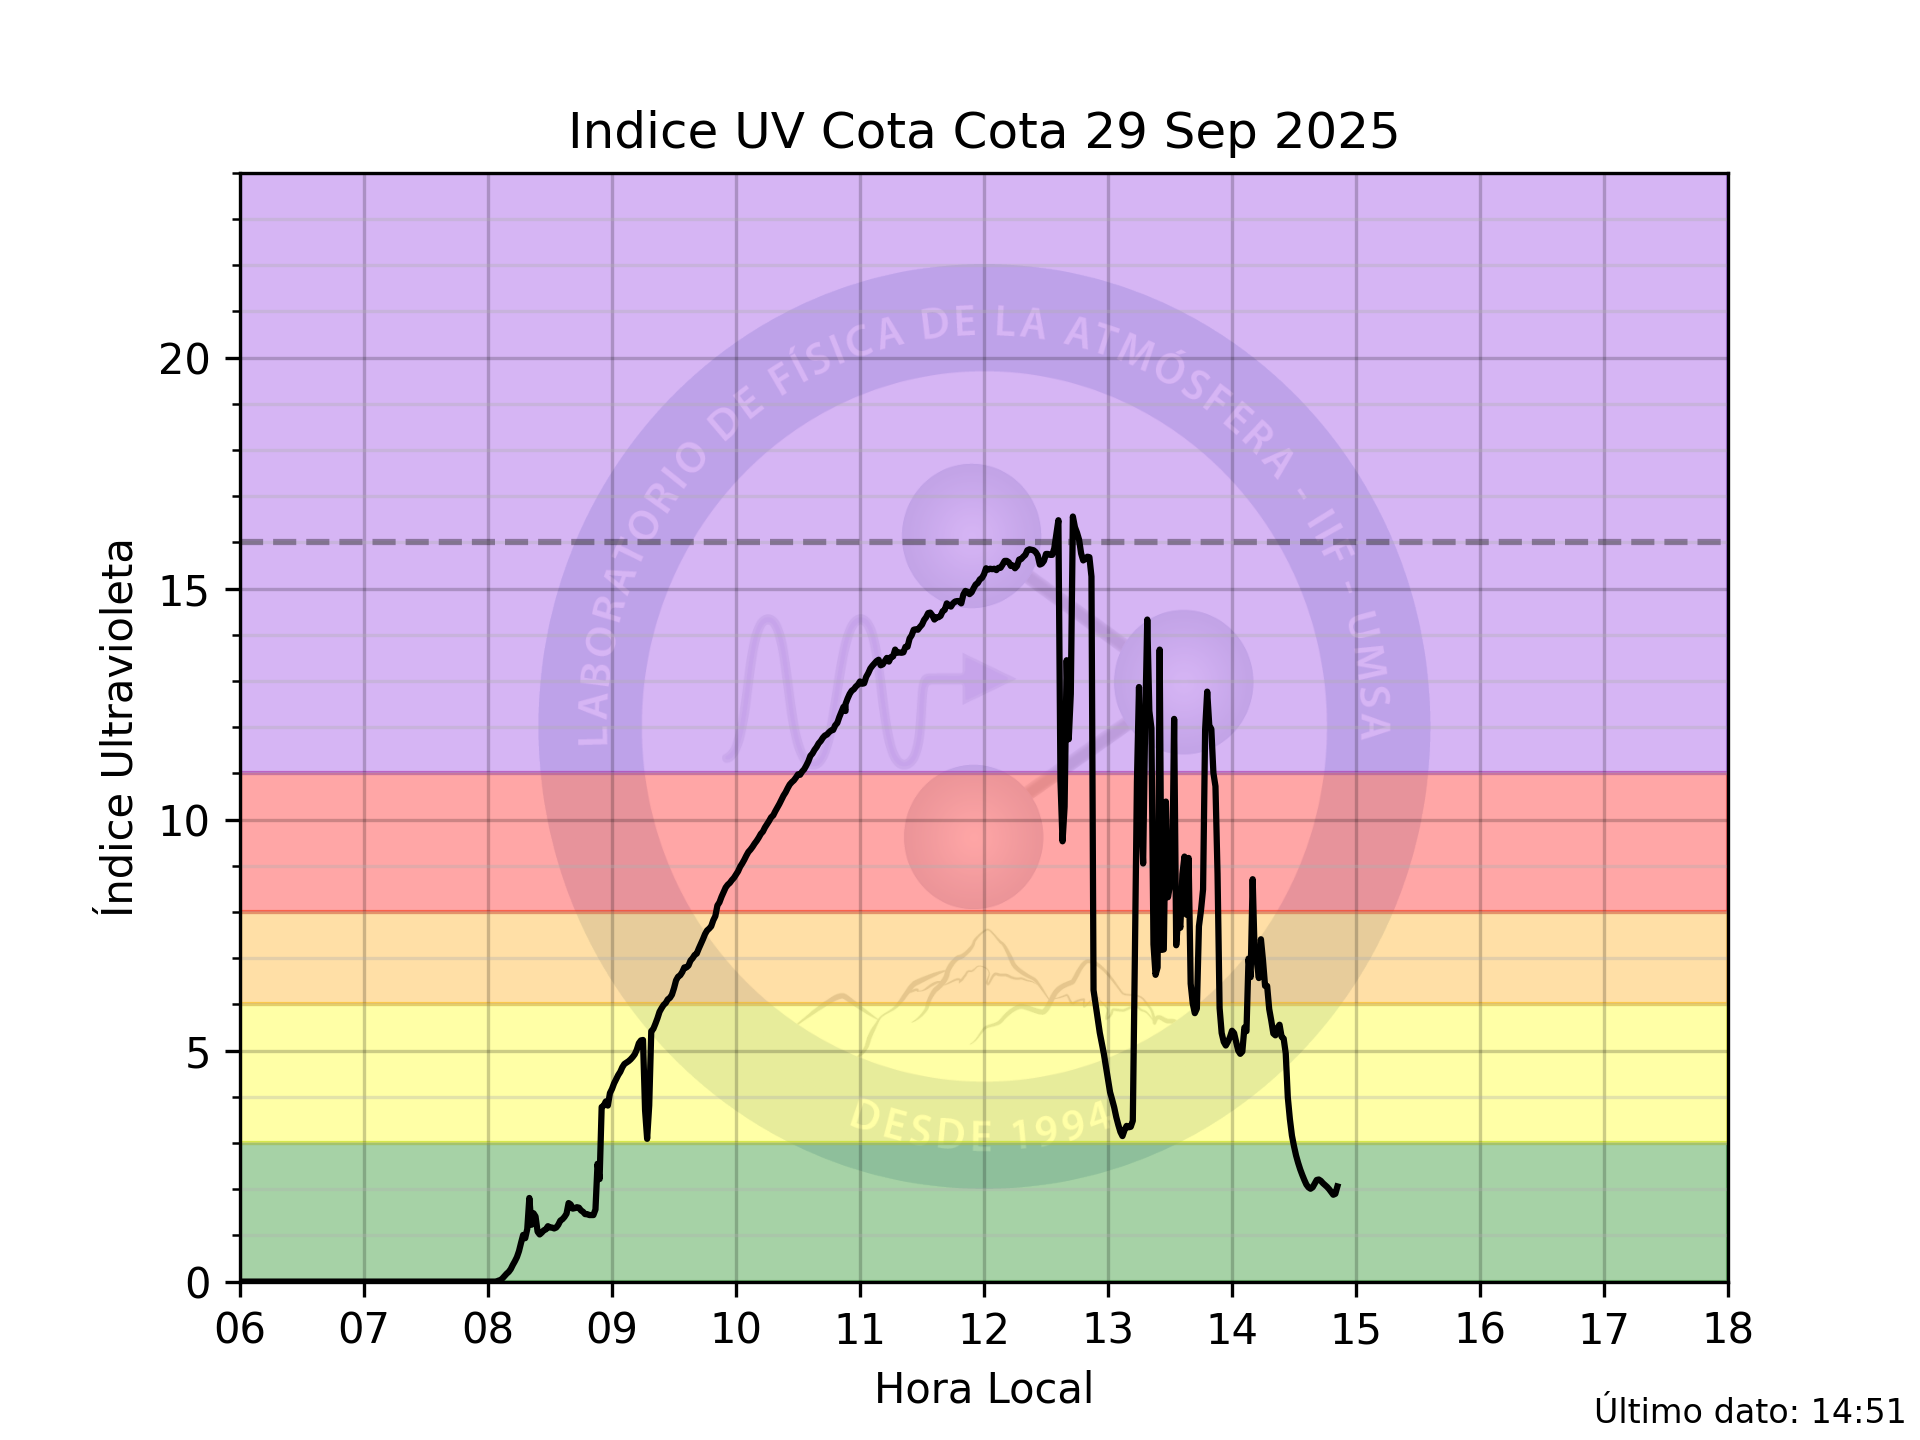 Indice UV Cota Cota 29 Sep 2025
LABORATORIO DE FÍSICA DE LA ATMÓSFERA - IIF - UMSA
20
15
10
5
0
Índice Ultravioleta
DESDE 1994
06 07 08 09 10 11 12 13 14 15 16 17 18
Hora Local
Último dato: 14:51